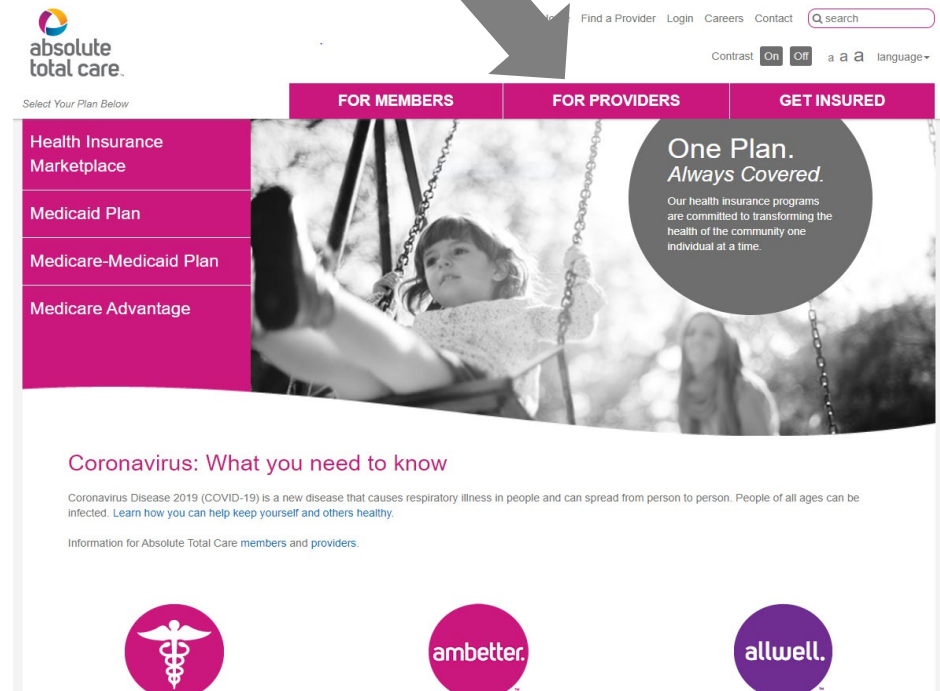 Find a Provider Login Careers Contact search
absolute
total care.
Contrast On Off a a a language
Select Your Plan Below
FOR MEMBERS FOR PROVIDERS GET INSURED
Health Insurance
Marketplace
Medicaid Plan
Medicare-Medicaid Plan
Medicare Advantage
One Plan.
Always Covered.
Our health insurance programs
are committed to transforming the
health of the community one
individual at a time.
Coronavirus: What you need to know
Coronavirus Disease 2019 (COVID-19) is a new disease that causes respiratory illness in people and can spread from person to person. People of all ages can be
infected. Learn how you can help keep yourself and others healthy.
Information for Absolute Total Care members and providers.
ambetter.
allwell.